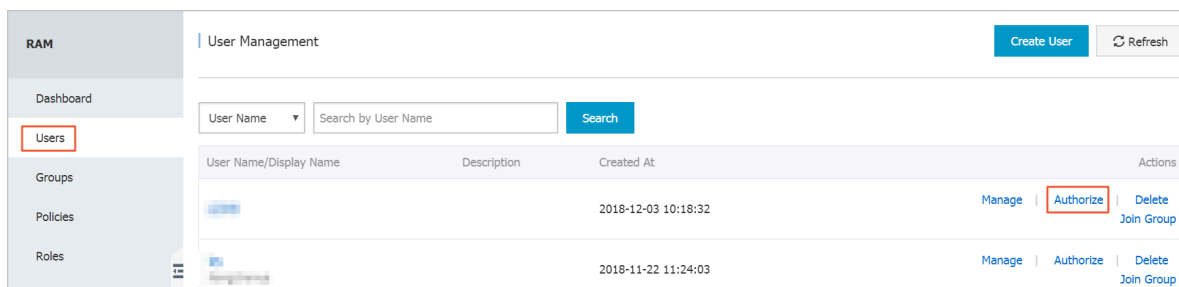 RAM
User Management
Create User
Refresh
Dashboard
User Name
Search by User Name
Search
Users
User Name/Display Name Description Created At Actions
Groups
2018-12-03 10:18:32 Manage | Authorize | Delete
Join Group
Policies
Roles
2018-11-22 11:24:03 Manage | Authorize | Delete
Join Group